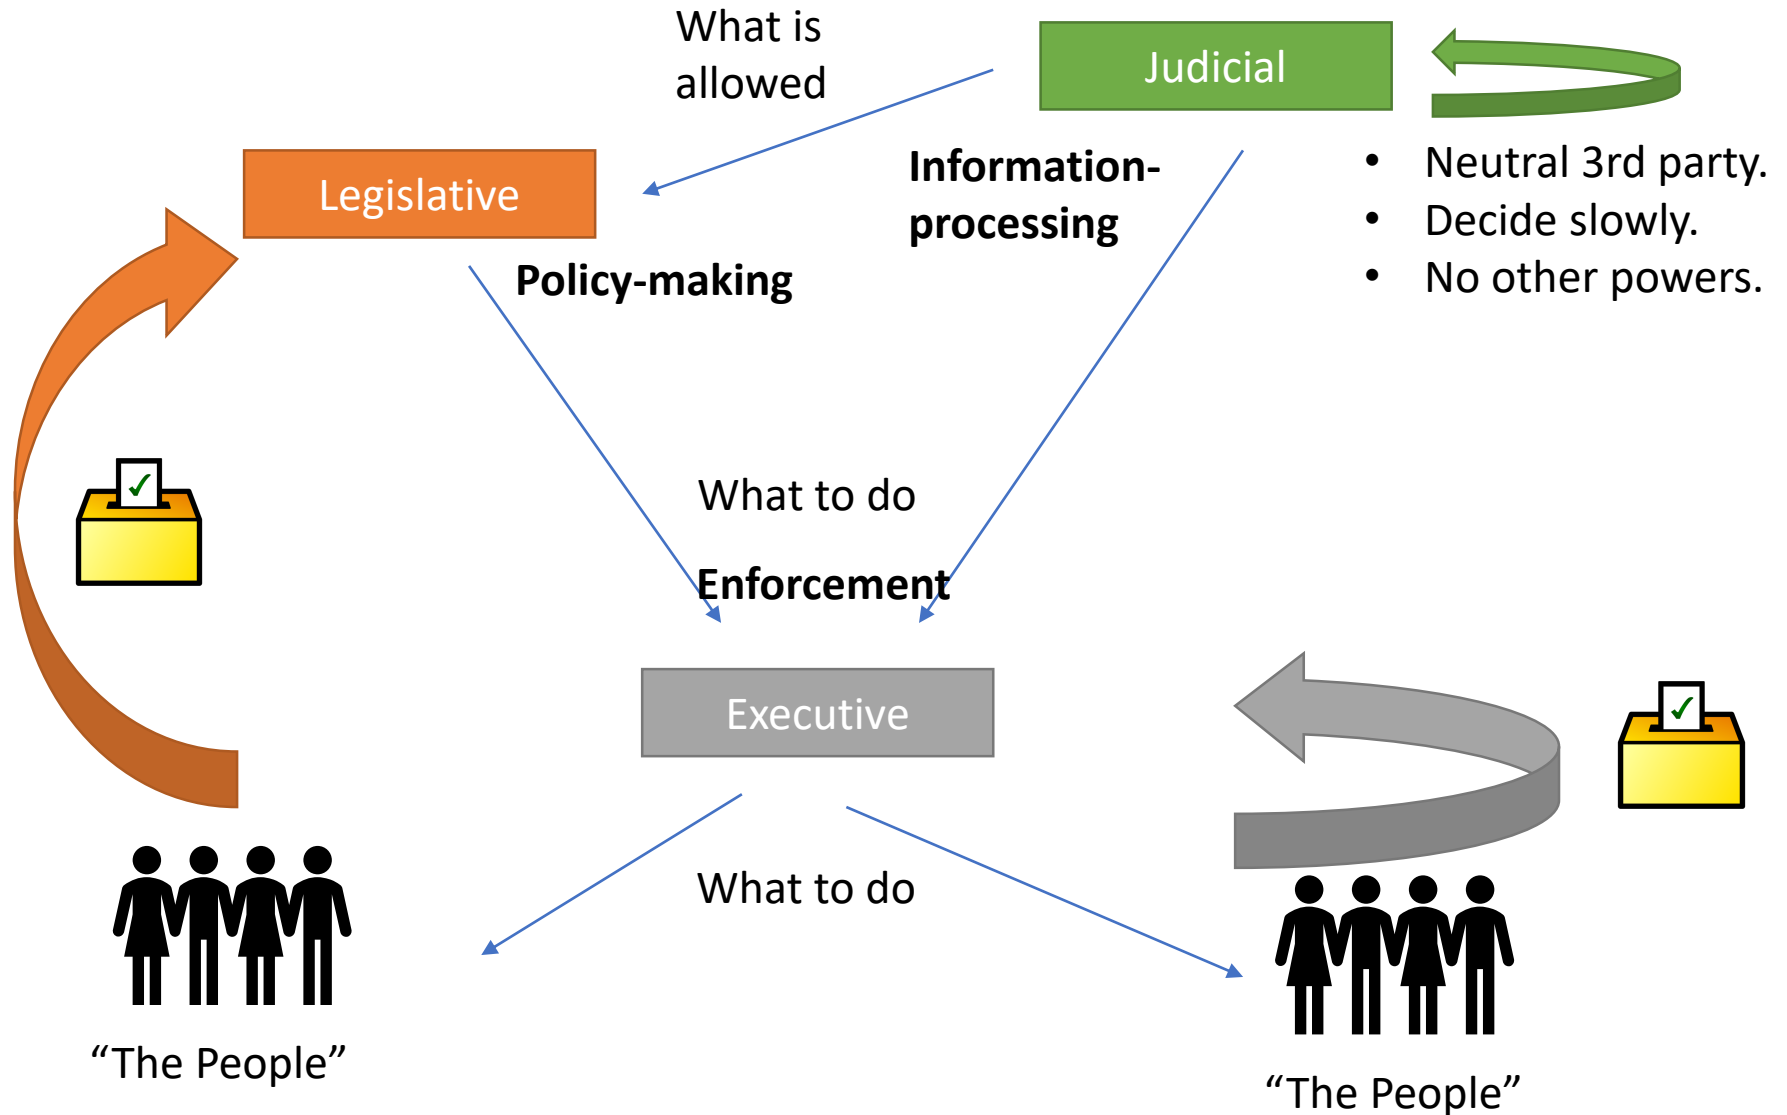 What is
allowed
Judicial
Legislative
Information-
processing
• Neutral 3rd party.
• Decide slowly.
• No other powers.
Policy-making
What to do
Enforcement
Executive
What to do
“The People”
“The People”